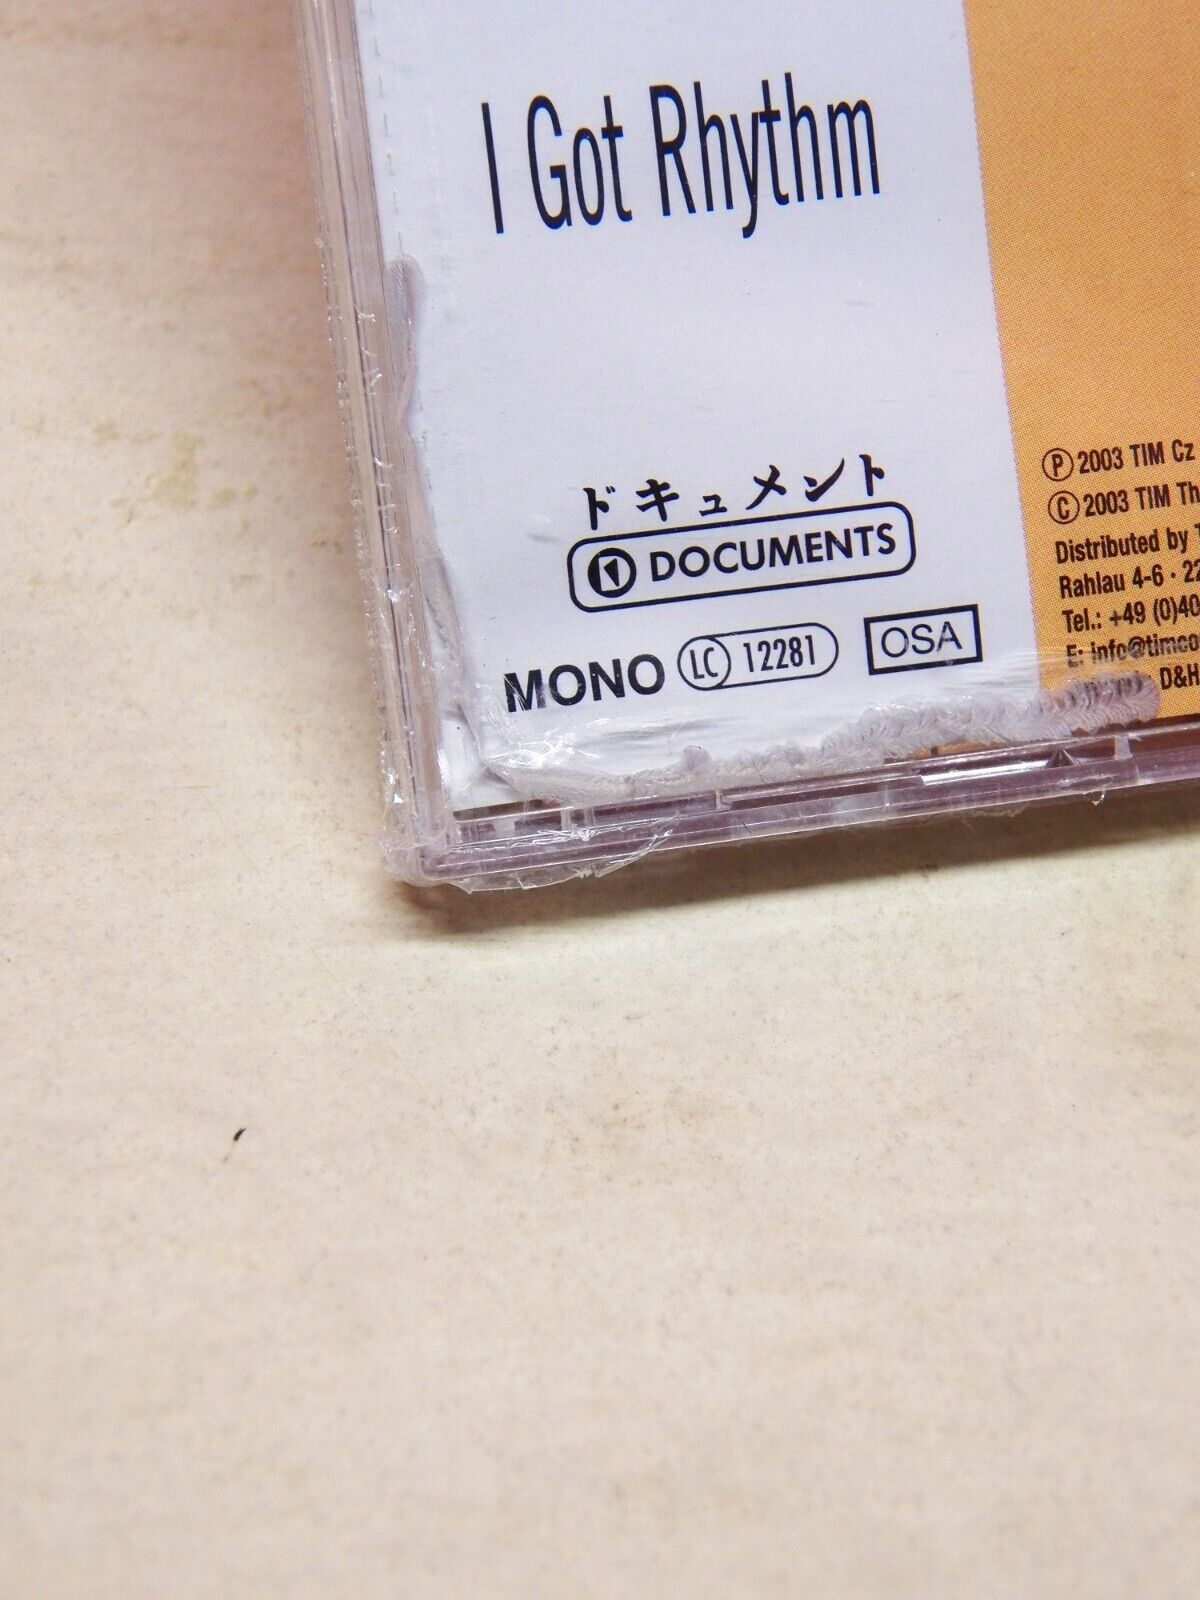 I Got Rhythm
ドキュメント
DOCUMENTS
MONO LC 12281 OSA
Ⓟ 2003 TIM Cz
© 2003 TIM Th
Distributed by T
Rahlau 4-6 · 22
Tel.: +49 (0)40
E: info@timco
D&H